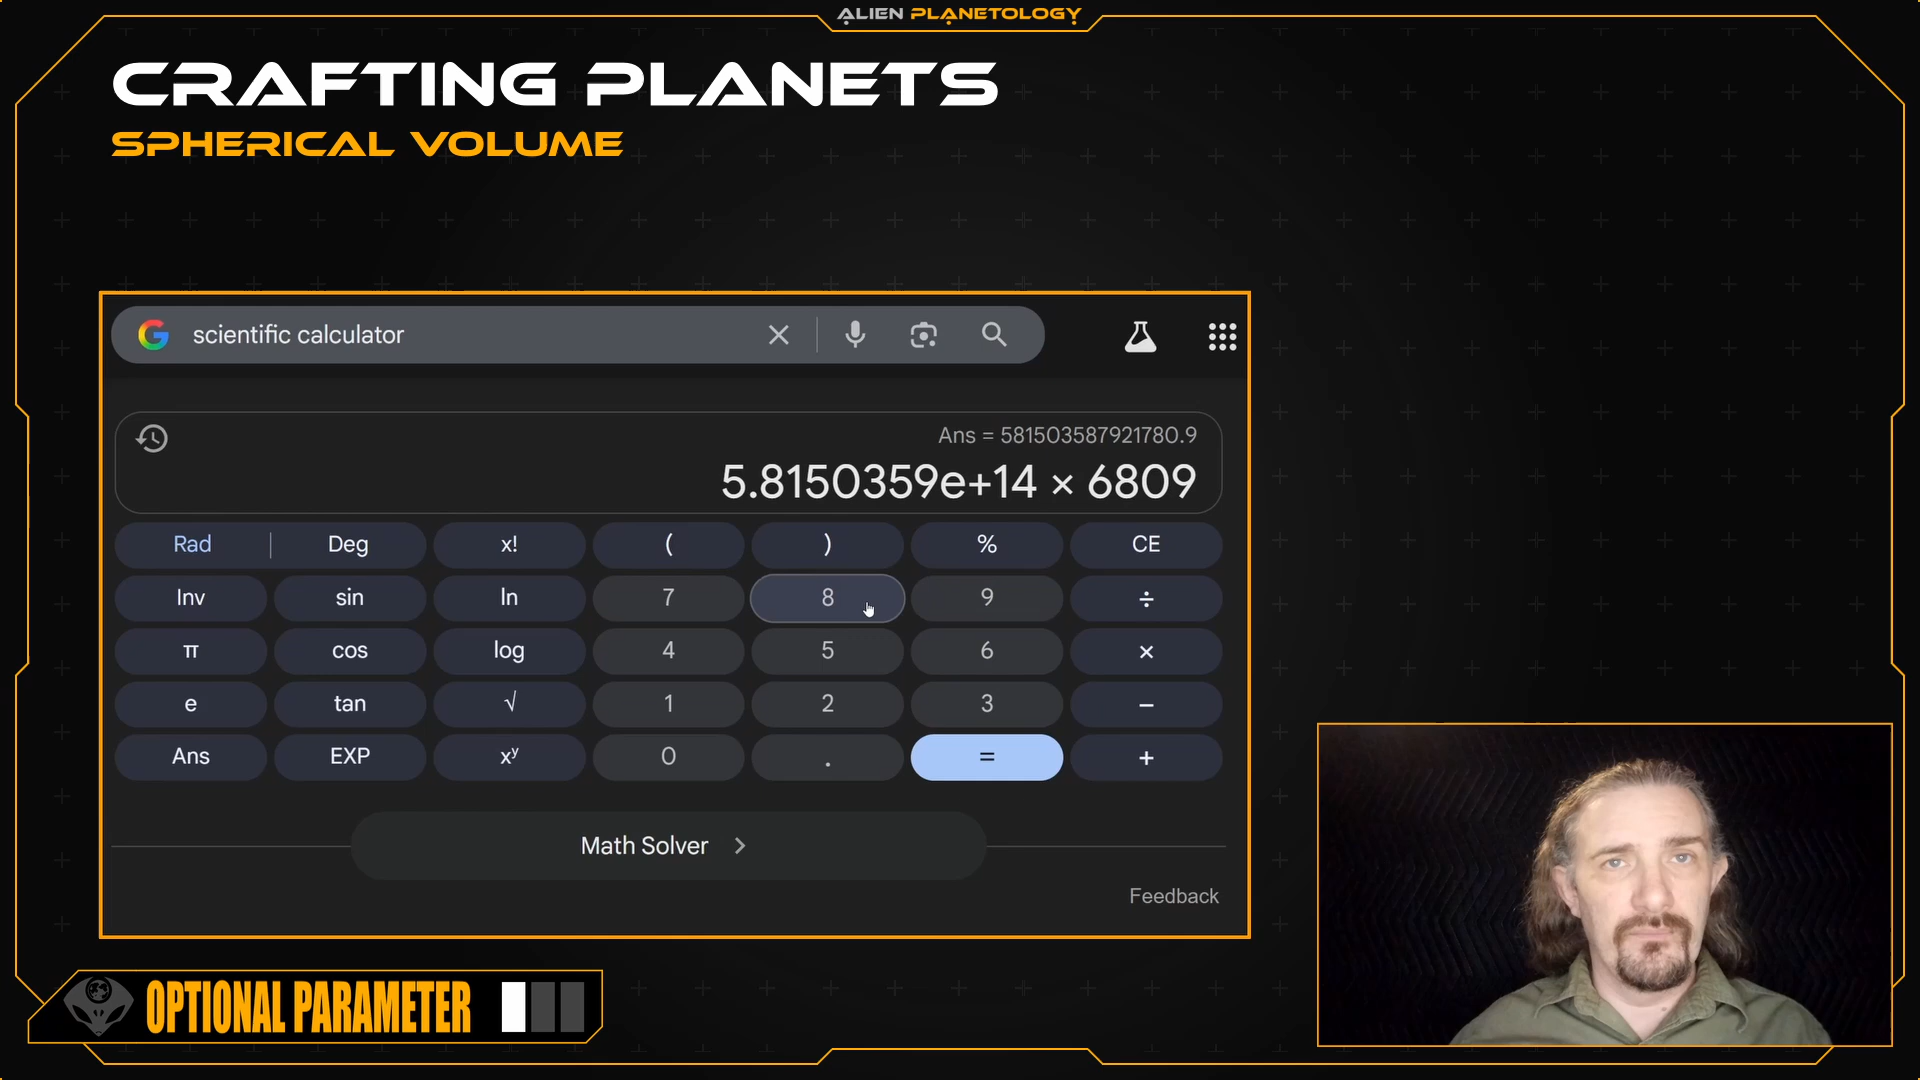 ALIEN PLANETOLOGY
CRAFTING PLANETS
SPHERICAL VOLUME
scientific calculator
Ans = 581503587921780.9
5.8150359e+14 × 6809
Rad | Deg x! ( ) % CE
Inv sin ln 7 8 9 ÷
π cos log 4 5 6 ×
e tan √ 1 2 3 −
Ans EXP xʸ 0 . = +
Math Solver
Feedback
OPTIONAL PARAMETER